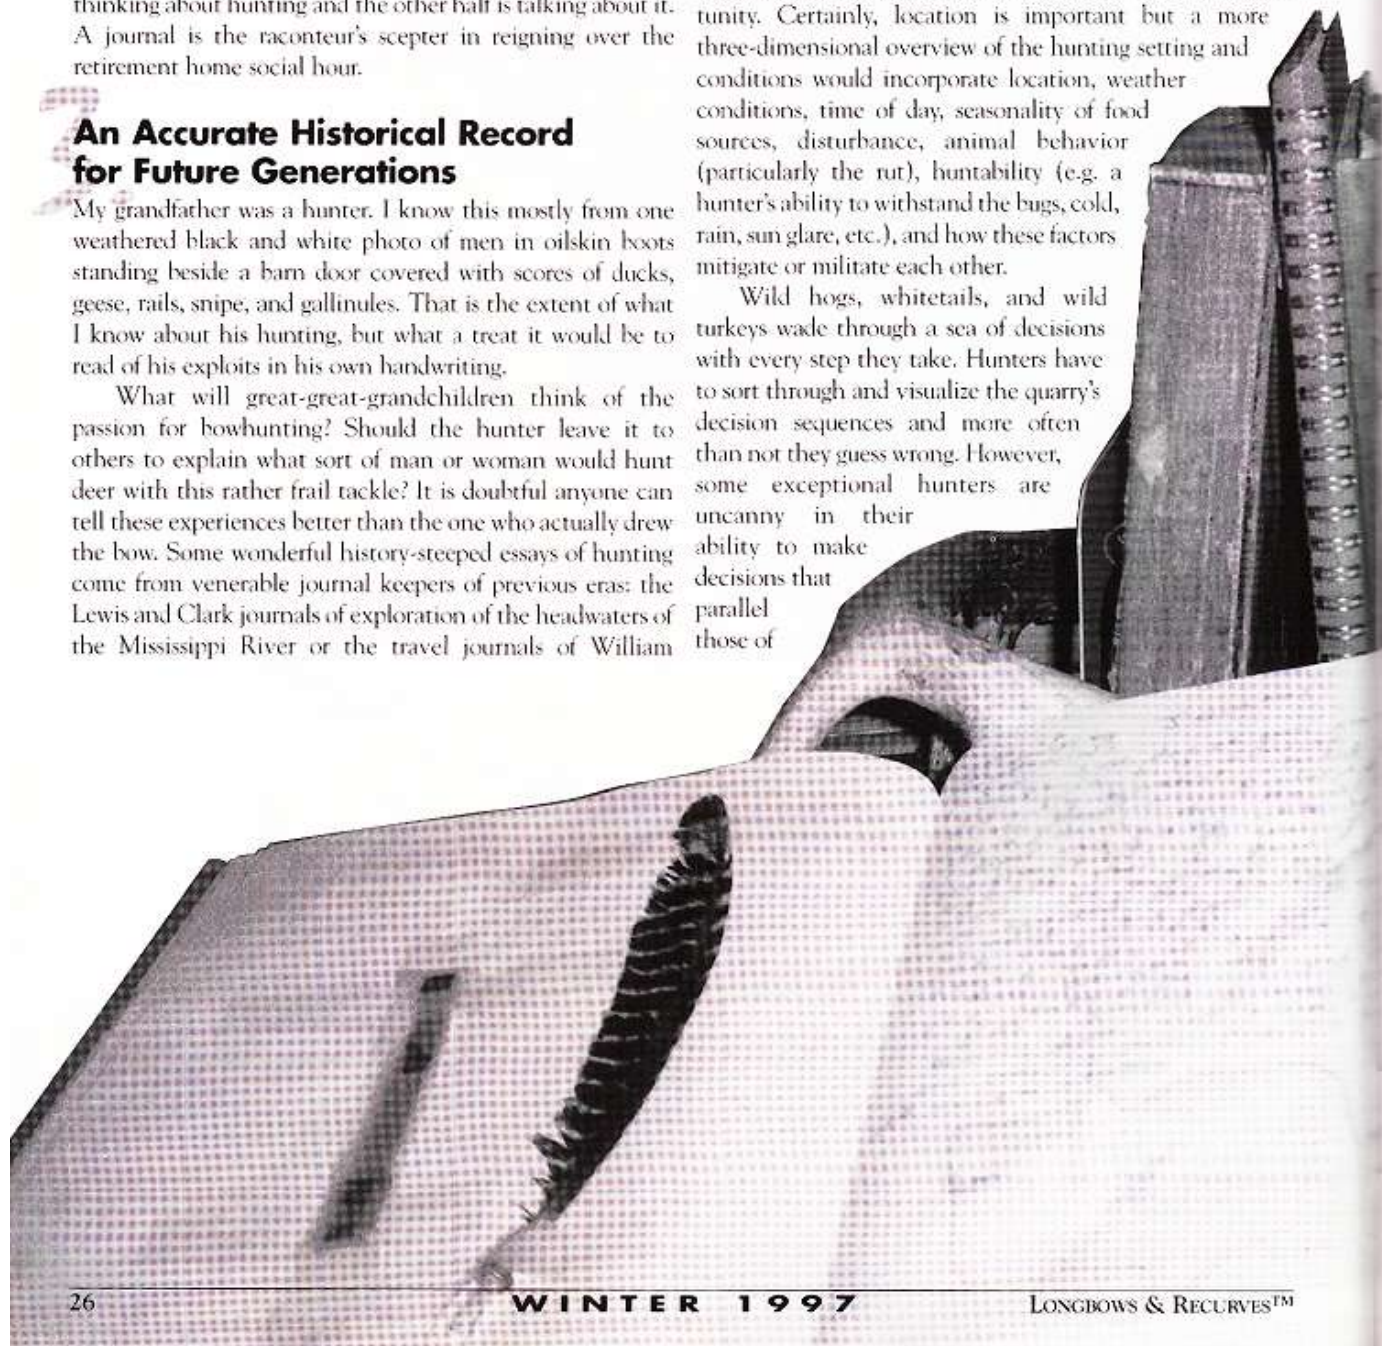 thinking about hunting and the other half is talking about it.
A journal is the raconteur's scepter in reigning over the
retirement home social hour.
3.
An Accurate Historical Record
for Future Generations
My grandfather was a hunter. I know this mostly from one
weathered black and white photo of men in oilskin boots
standing beside a barn door covered with scores of ducks,
geese, rails, snipe, and gallinules. That is the extent of what
I know about his hunting, but what a treat it would be to
read of his exploits in his own handwriting.
What will great-great-grandchildren think of the
passion for bowhunting? Should the hunter leave it to
others to explain what sort of man or woman would hunt
deer with this rather frail tackle? It is doubtful anyone can
tell these experiences better than the one who actually drew
the bow. Some wonderful history-steeped essays of hunting
come from venerable journal keepers of previous eras: the
Lewis and Clark journals of exploration of the headwaters of
the Mississippi River or the travel journals of William
tunity. Certainly, location is important but a more
three-dimensional overview of the hunting setting and
conditions would incorporate location, weather
conditions, time of day, seasonality of food
sources, disturbance, animal behavior
(particularly the rut), huntability (e.g. a
hunter's ability to withstand the bugs, cold,
rain, sun glare, etc.), and how these factors
mitigate or militate each other.
Wild hogs, whitetails, and wild
turkeys wade through a sea of decisions
with every step they take. Hunters have
to sort through and visualize the quarry's
decision sequences and more often
than not they guess wrong. However,
some exceptional hunters are
uncanny in their
ability to make
decisions that
parallel
those of
26
WINTER 1997
LONGBOWS & RECURVES™